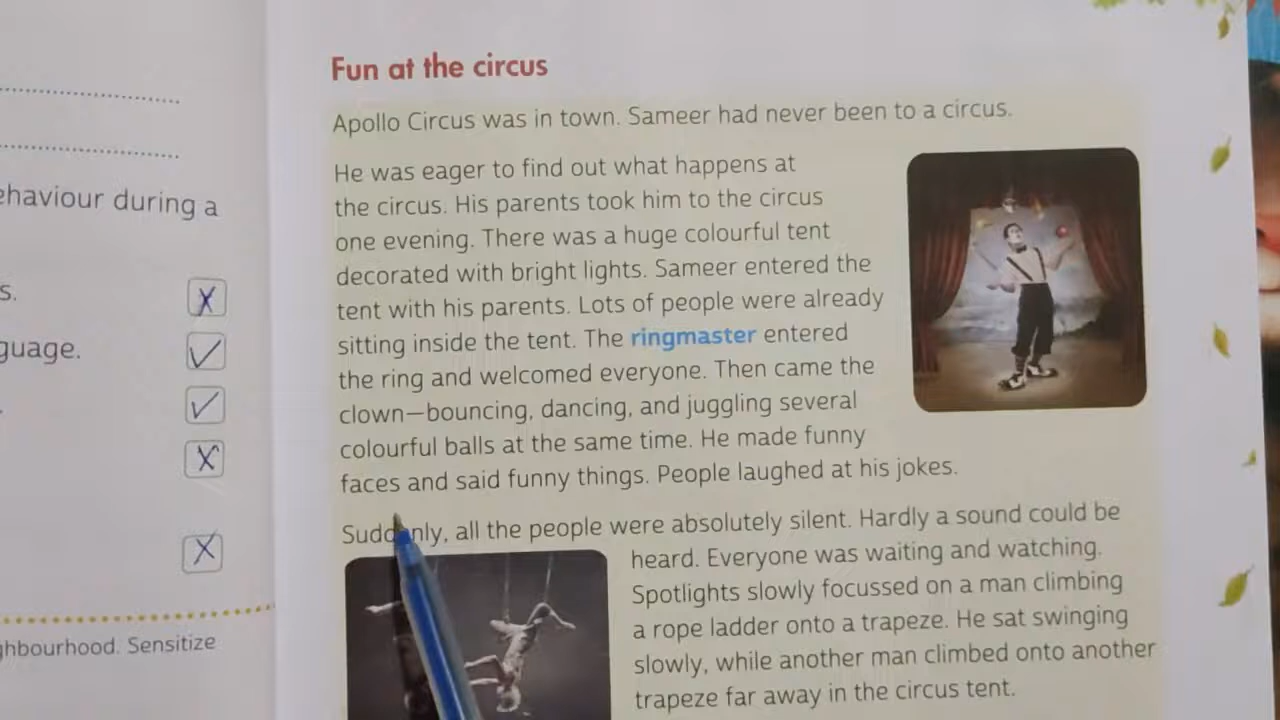 ehaviour during a
s.
guage.
ghbourhood. Sensitize
Fun at the circus
Apollo Circus was in town. Sameer had never been to a circus.
He was eager to find out what happens at
the circus. His parents took him to the circus
one evening. There was a huge colourful tent
decorated with bright lights. Sameer entered the
tent with his parents. Lots of people were already
sitting inside the tent. The ringmaster entered
the ring and welcomed everyone. Then came the
clown—bouncing, dancing, and juggling several
colourful balls at the same time. He made funny
faces and said funny things. People laughed at his jokes.
Suddenly, all the people were absolutely silent. Hardly a sound could be
heard. Everyone was waiting and watching.
Spotlights slowly focussed on a man climbing
a rope ladder onto a trapeze. He sat swinging
slowly, while another man climbed onto another
trapeze far away in the circus tent.